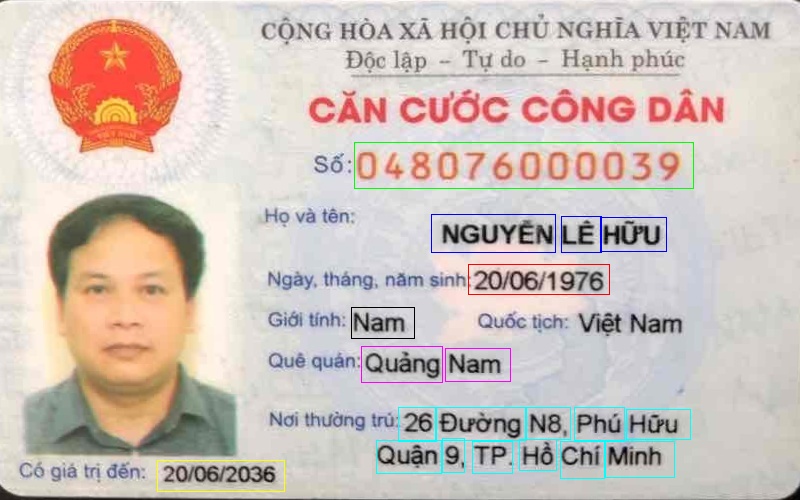 CỘNG HÒA XÃ HỘI CHỦ NGHĨA VIỆT NAM
Độc lập - Tự do - Hạnh phúc
CĂN CƯỚC CÔNG DÂN
Số: 048076000039
Họ và tên:
NGUYỄN LÊ HỮU
Ngày, tháng, năm sinh: 20/06/1976
Giới tính: Nam Quốc tịch: Việt Nam
Quê quán: Quảng Nam
Nơi thường trú: 26 Đường N8, Phú Hữu
Quận 9, TP. Hồ Chí Minh
Có giá trị đến: 20/06/2036